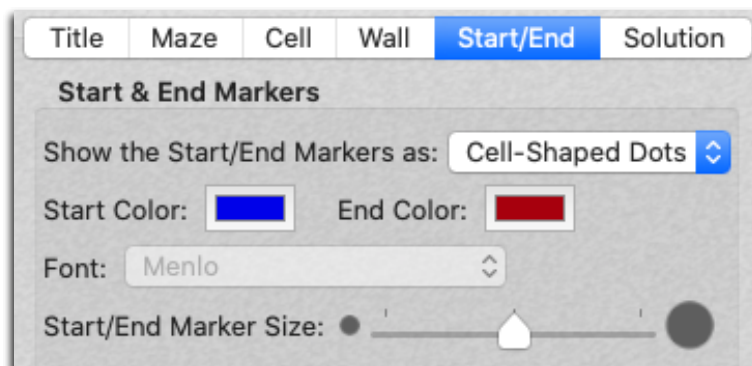 Title Maze Cell Wall Start/End Solution
Start & End Markers
Show the Start/End Markers as: Cell-Shaped Dots
Start Color: End Color:
Font: Menlo
Start/End Marker Size: